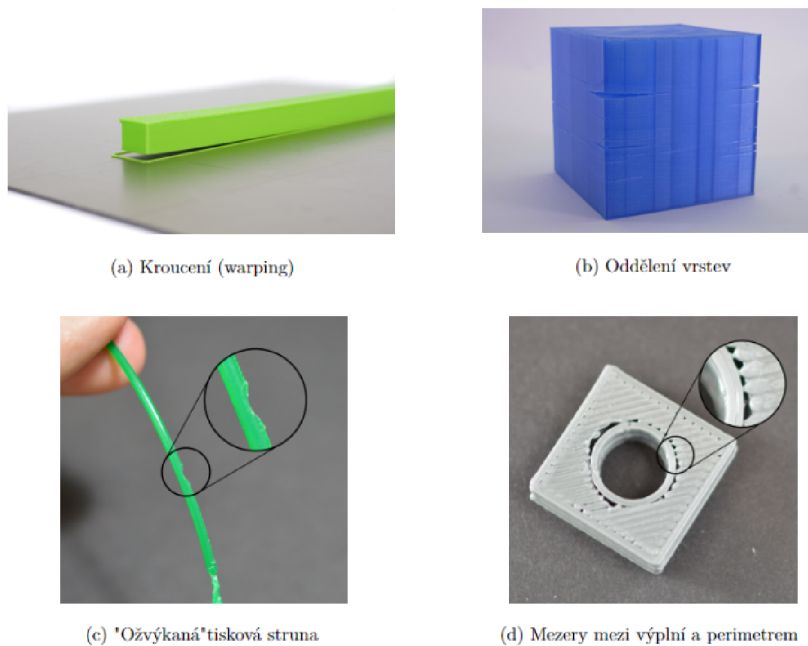 (a) Kroucení (warping)
(b) Oddělení vrstev
(c) "Ožvýkaná"tisková struna
(d) Mezery mezi výplní a perimetrem